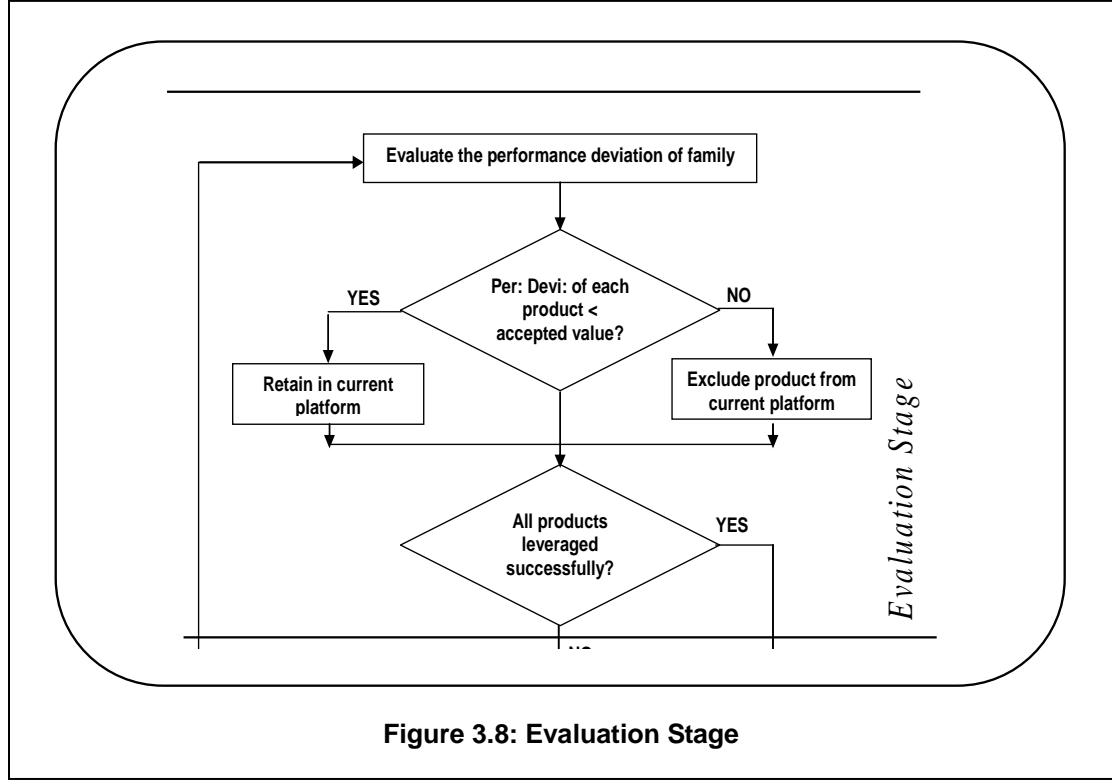 Evaluate the performance deviation of family
Per: Devi: of each
product <
accepted value?
YES
NO
Retain in current
platform
Exclude product from
current platform
All products
leveraged
successfully?
YES
Evaluation Stage
Figure 3.8: Evaluation Stage